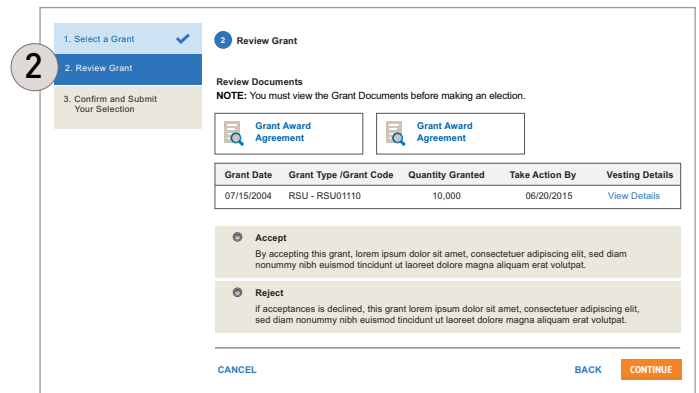 2
1. Select a Grant
2. Review Grant
3. Confirm and Submit
Your Selection
2 Review Grant
Review Documents
NOTE: You must view the Grant Documents before making an election.
Grant Award
Agreement
Grant Award
Agreement
Grant Date Grant Type /Grant Code Quantity Granted Take Action By Vesting Details
07/15/2004 RSU - RSU01110 10,000 06/20/2015 View Details
Accept
By accepting this grant, lorem ipsum dolor sit amet, consectetuer adipiscing elit, sed diam
nonummy nibh euismod tincidunt ut laoreet dolore magna aliquam erat volutpat.
Reject
if acceptances is declined, this grant lorem ipsum dolor sit amet, consectetuer adipiscing elit,
sed diam nonummy nibh euismod tincidunt ut laoreet dolore magna aliquam erat volutpat.
CANCEL BACK CONTINUE